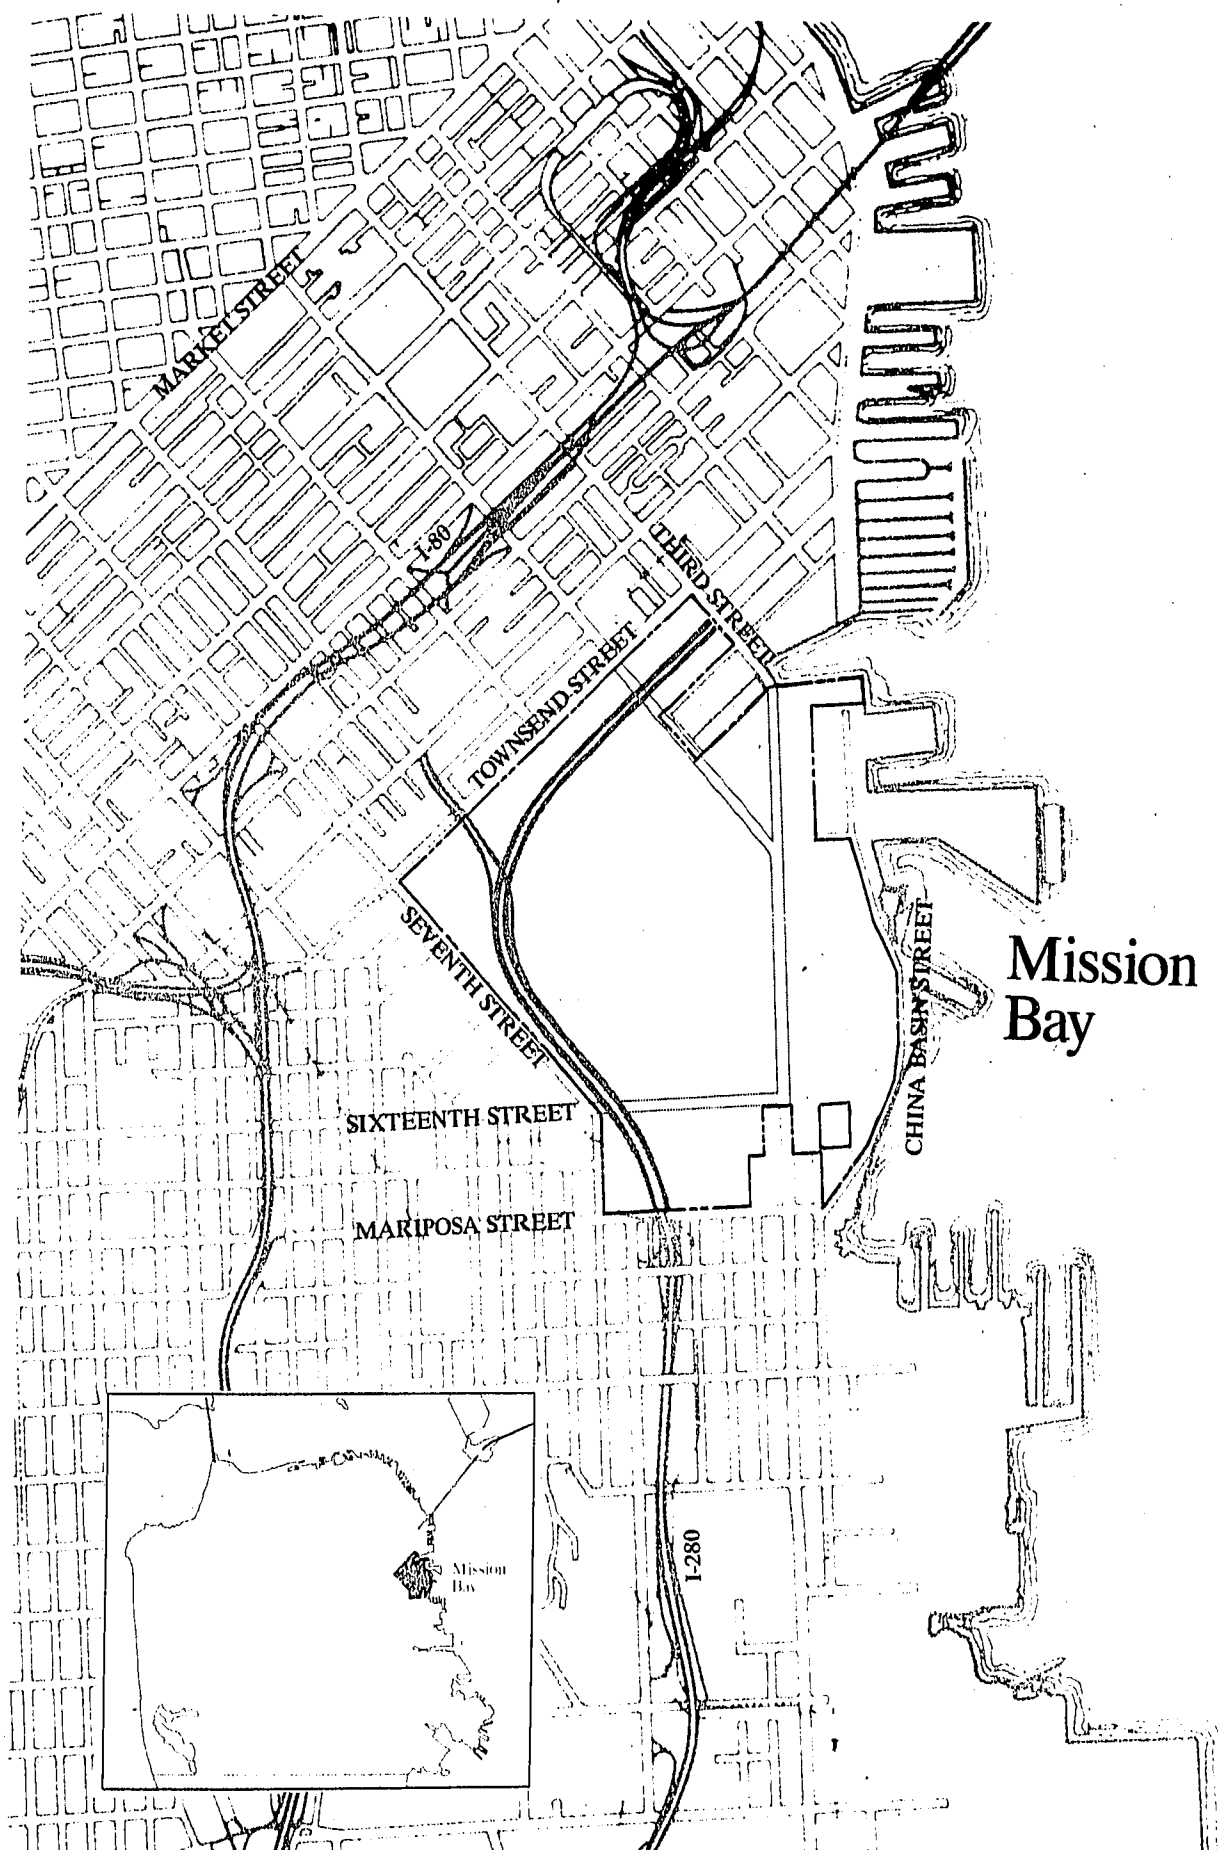 MARKET STREET
I-80
THIRD STREET
TOWNSEND STREET
SEVENTH STREET
Mission
Bay
CHINA BASIN STREET
SIXTEENTH STREET
MARIPOSA STREET
I-280
Mission
Bay